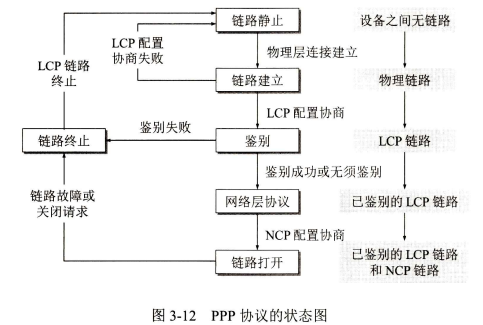 链路静止
设备之间无链路
LCP 配置
协商失败
物理层连接建立
LCP 链路
终止
链路建立
物理链路
LCP 配置协商
鉴别失败
链路终止
鉴别
LCP 链路
鉴别成功或无须鉴别
链路故障或
关闭请求
网络层协议
已鉴别的 LCP 链路
NCP 配置协商
链路打开
已鉴别的 LCP 链路
和 NCP 链路
图 3-12 PPP 协议的状态图